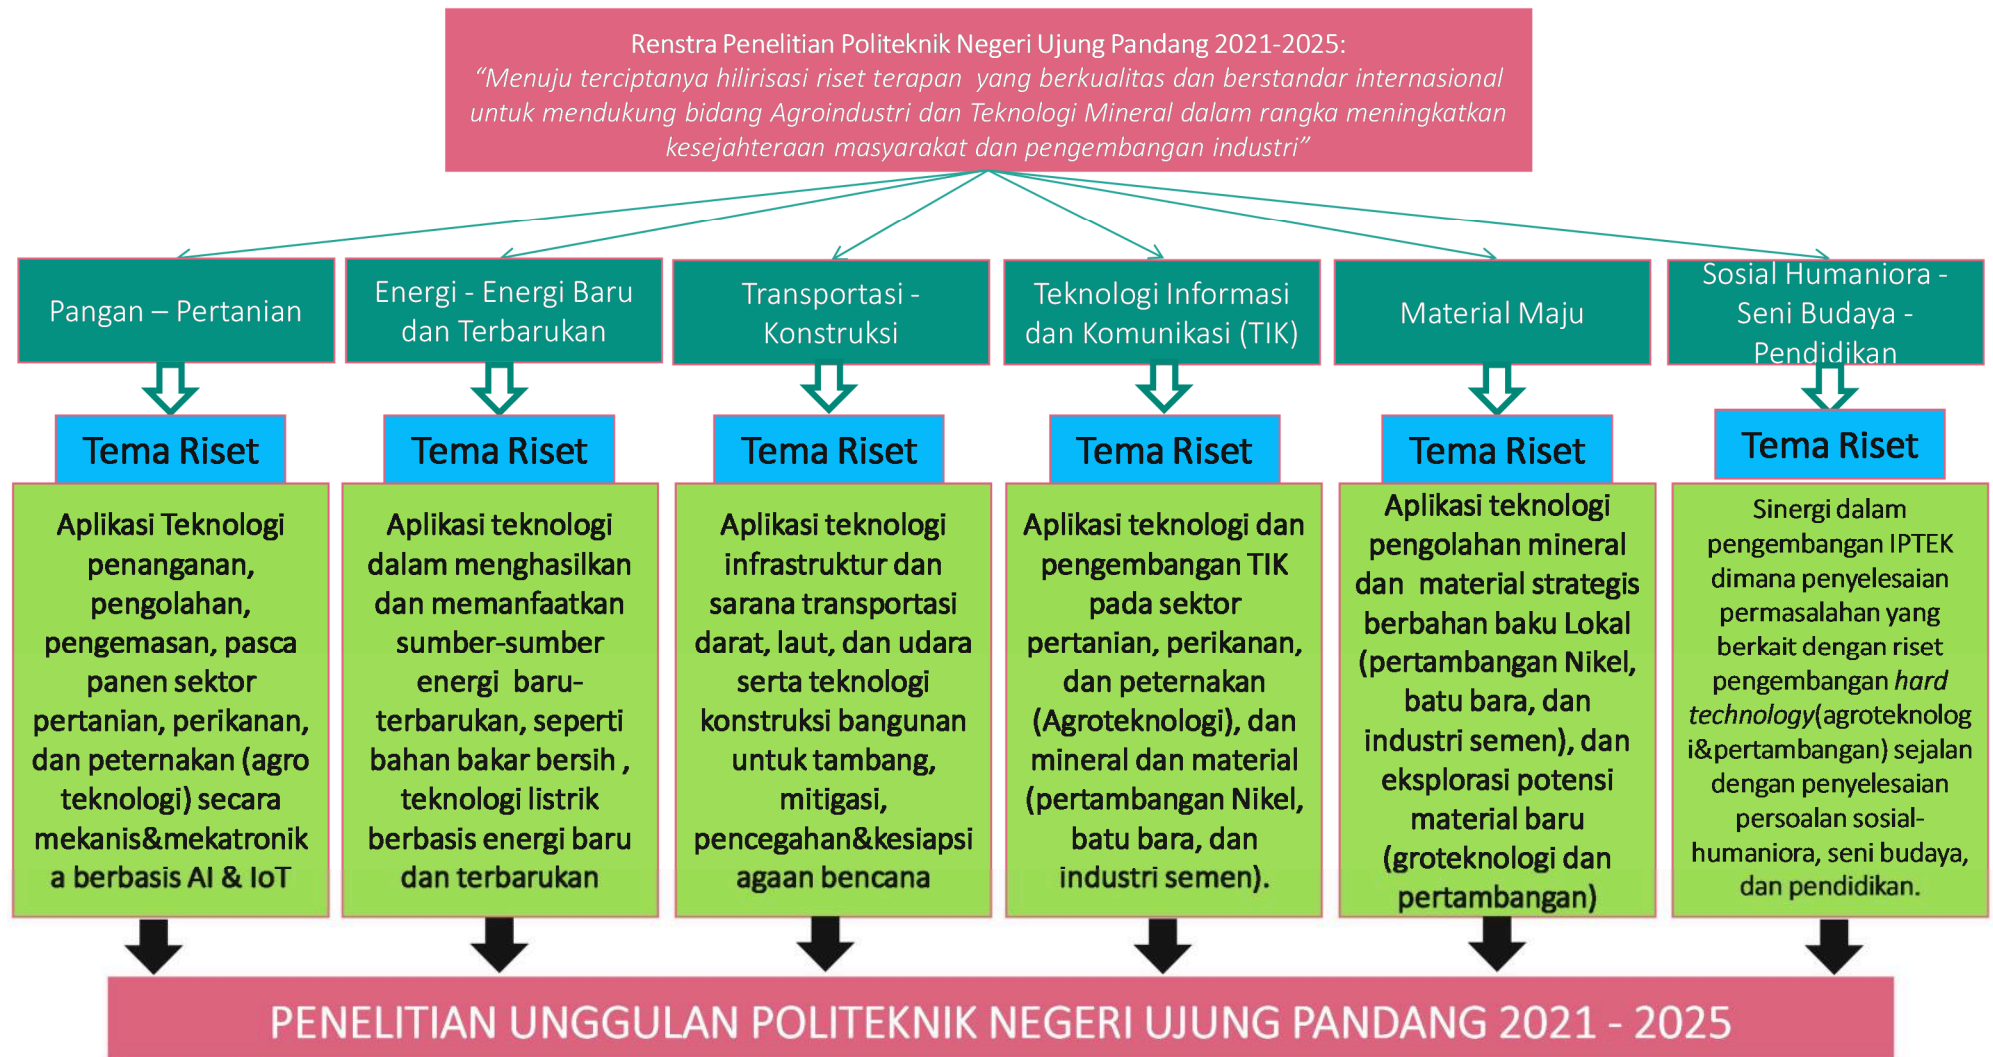 Renstra Penelitian Politeknik Negeri Ujung Pandang 2021-2025:
“Menuju terciptanya hilirisasi riset terapan yang berkualitas dan berstandar internasional
untuk mendukung bidang Agroindustri dan Teknologi Mineral dalam rangka meningkatkan
kesejahteraan masyarakat dan pengembangan industri”
Pangan – Pertanian
Energi - Energi Baru
dan Terbarukan
Transportasi -
Konstruksi
Teknologi Informasi
dan Komunikasi (TIK)
Material Maju
Sosial Humaniora -
Seni Budaya -
Pendidikan
Tema Riset
Tema Riset
Tema Riset
Tema Riset
Tema Riset
Tema Riset
Aplikasi Teknologi
penanganan,
pengolahan,
pengemasan, pasca
panen sektor
pertanian, perikanan,
dan peternakan (agro
teknologi) secara
mekanis&mekatronik
a berbasis AI & IoT
Aplikasi teknologi
dalam menghasilkan
dan memanfaatkan
sumber-sumber
energi baru-
terbarukan, seperti
bahan bakar bersih ,
teknologi listrik
berbasis energi baru
dan terbarukan
Aplikasi teknologi
infrastruktur dan
sarana transportasi
darat, laut, dan udara
serta teknologi
konstruksi bangunan
untuk tambang,
mitigasi,
pencegahan&kesiapsi
agaan bencana
Aplikasi teknologi dan
pengembangan TIK
pada sektor
pertanian, perikanan,
dan peternakan
(Agroteknologi), dan
mineral dan material
(pertambangan Nikel,
batu bara, dan
industri semen).
Aplikasi teknologi
pengolahan mineral
dan material strategis
berbahan baku Lokal
(pertambangan Nikel,
batu bara, dan
industri semen), dan
eksplorasi potensi
material baru
(groteknologi dan
pertambangan)
Sinergi dalam
pengembangan IPTEK
dimana penyelesaian
permasalahan yang
berkait dengan riset
pengembangan hard
technology(agroteknolog
i&pertambangan) sejalan
dengan penyelesaian
persoalan sosial-
humaniora, seni budaya,
dan pendidikan.
PENELITIAN UNGGULAN POLITEKNIK NEGERI UJUNG PANDANG 2021 - 2025